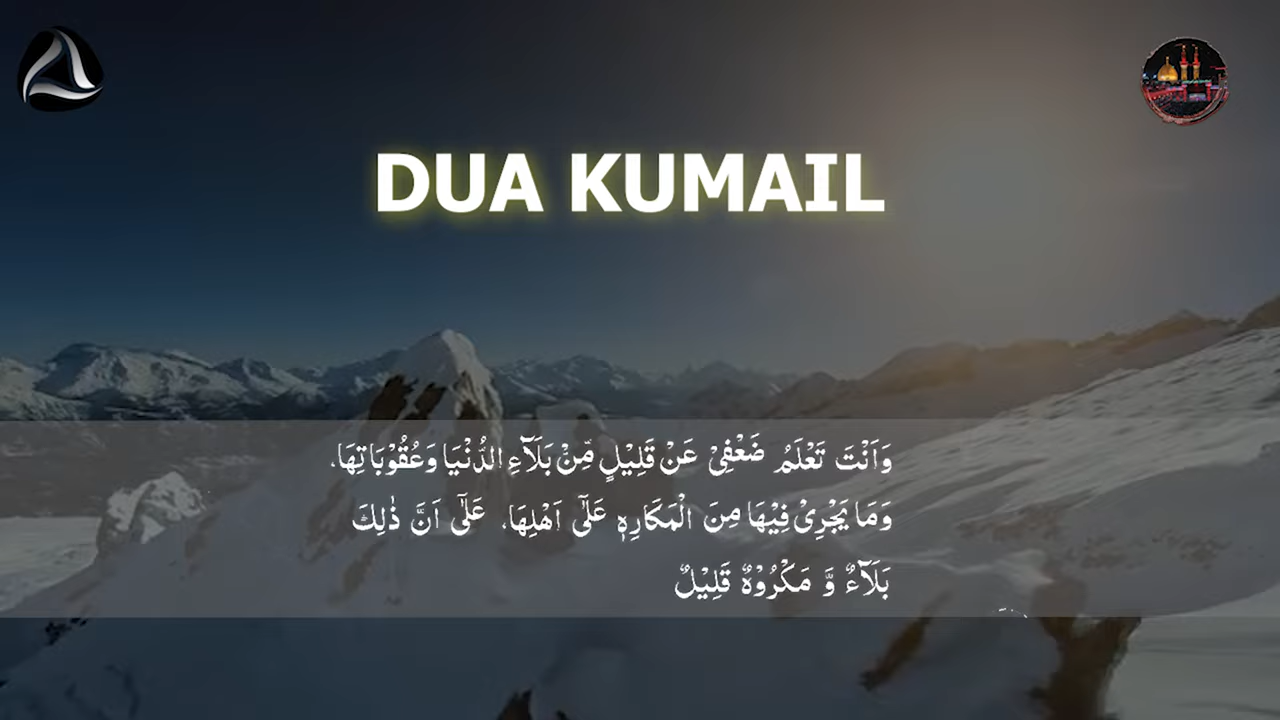 DUA KUMAIL
وَاَنْتَ تَعْلَمُ ضَعْفِیْ عَنْ قَلِیْلٍ مِّنْ بَلَآءِ الدُّنْیَا وَعُقُوْبَاتِهَا،
وَمَا یَجْرِیْ فِیْهَا مِنَ الْمَكَارِهٖ عَلٰٓی اَهْلِهَا، عَلٰٓی اَنَّ ذٰلِكَ
بَلَآءٌ وَّ مَكْرُوْهٌ قَلِیْلٌ